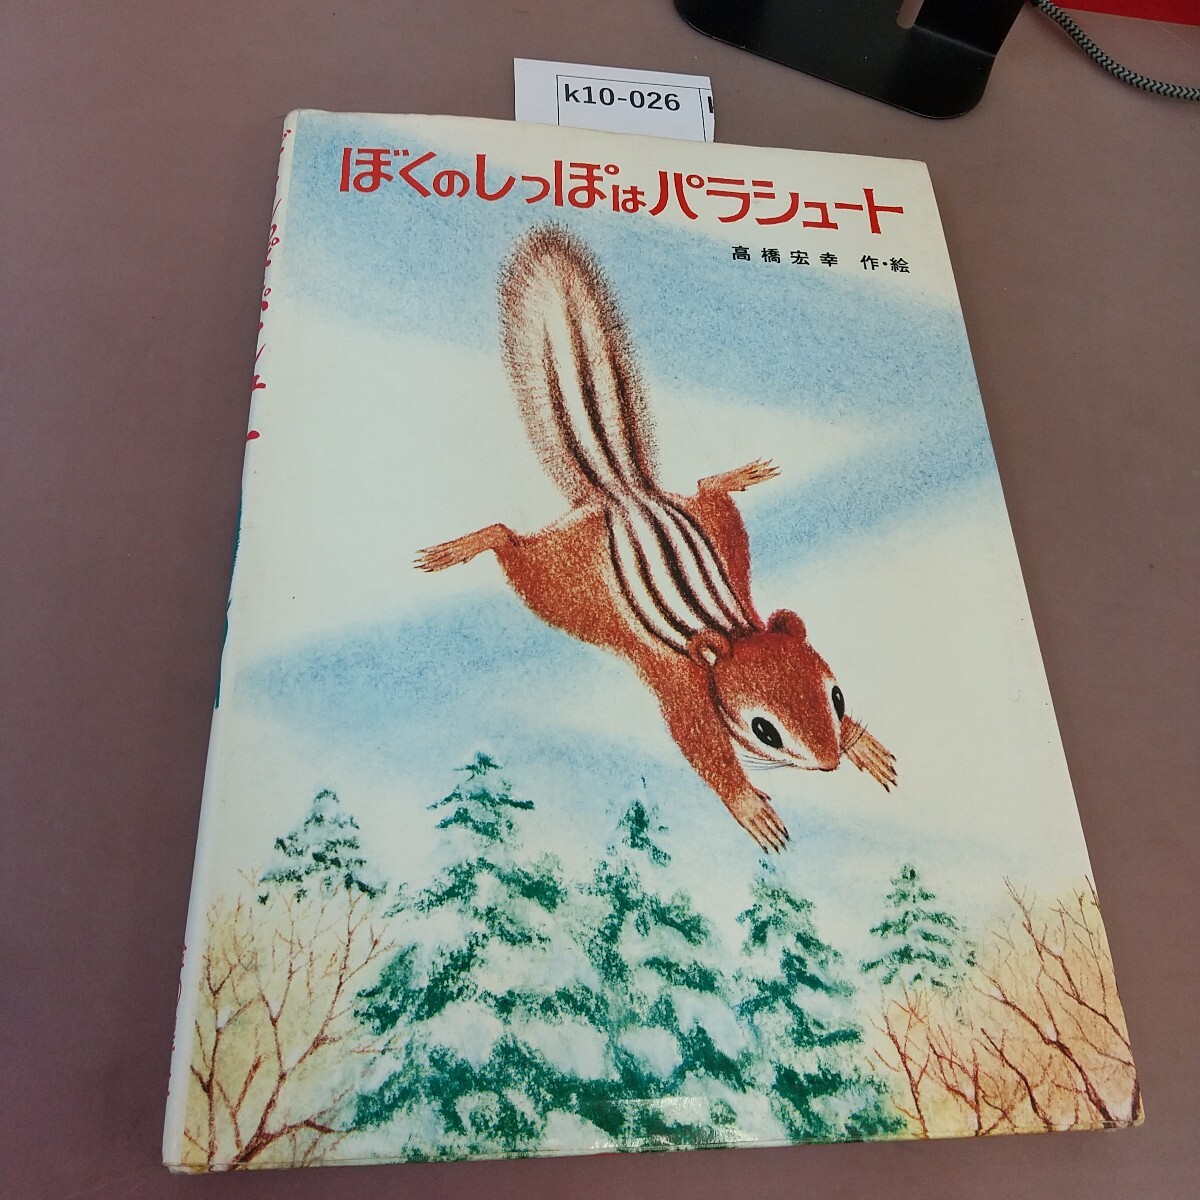 k10-026
ぼくのしっぽはパラシュート
高橋宏幸 作・絵